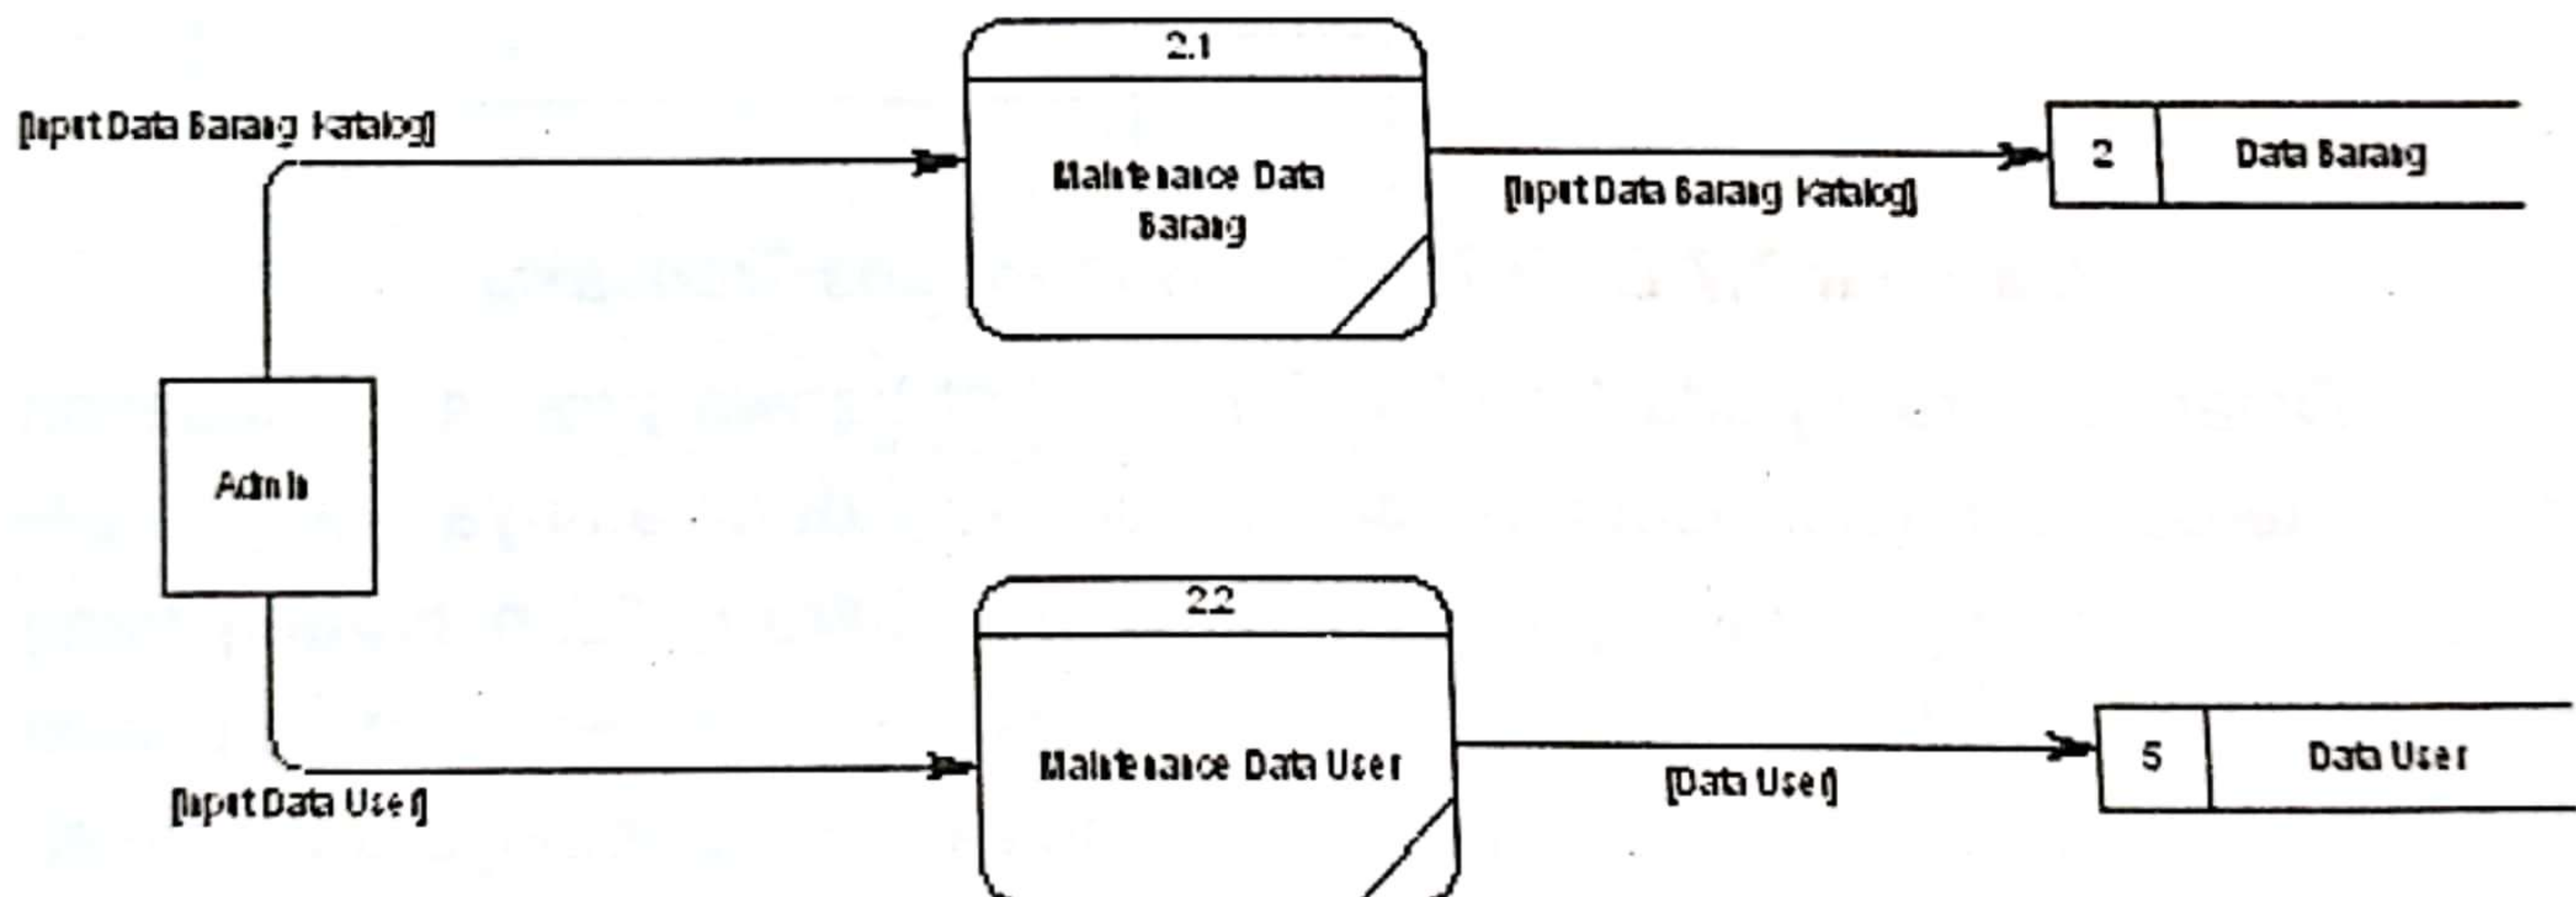 2.1
[Input Data Barang Katalog]
Maintenance Data
Barang
[Input Data Barang Katalog]
2
Data Barang
Admin
2.2
Maintenance Data User
[Input Data User]
[Data User]
5
Data User